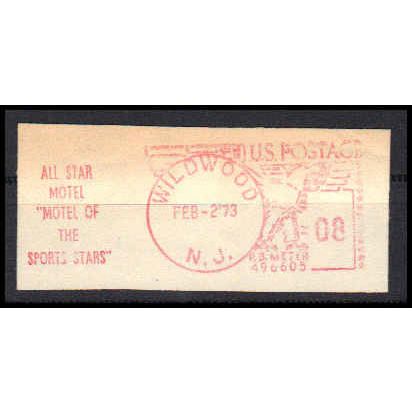 ALL STAR
MOTEL
"MOTEL OF
THE
SPORTS STARS"
WILDWOOD
FEB-2'73
N.J.
U.S. POSTAGE
08
P.B. METER
496605